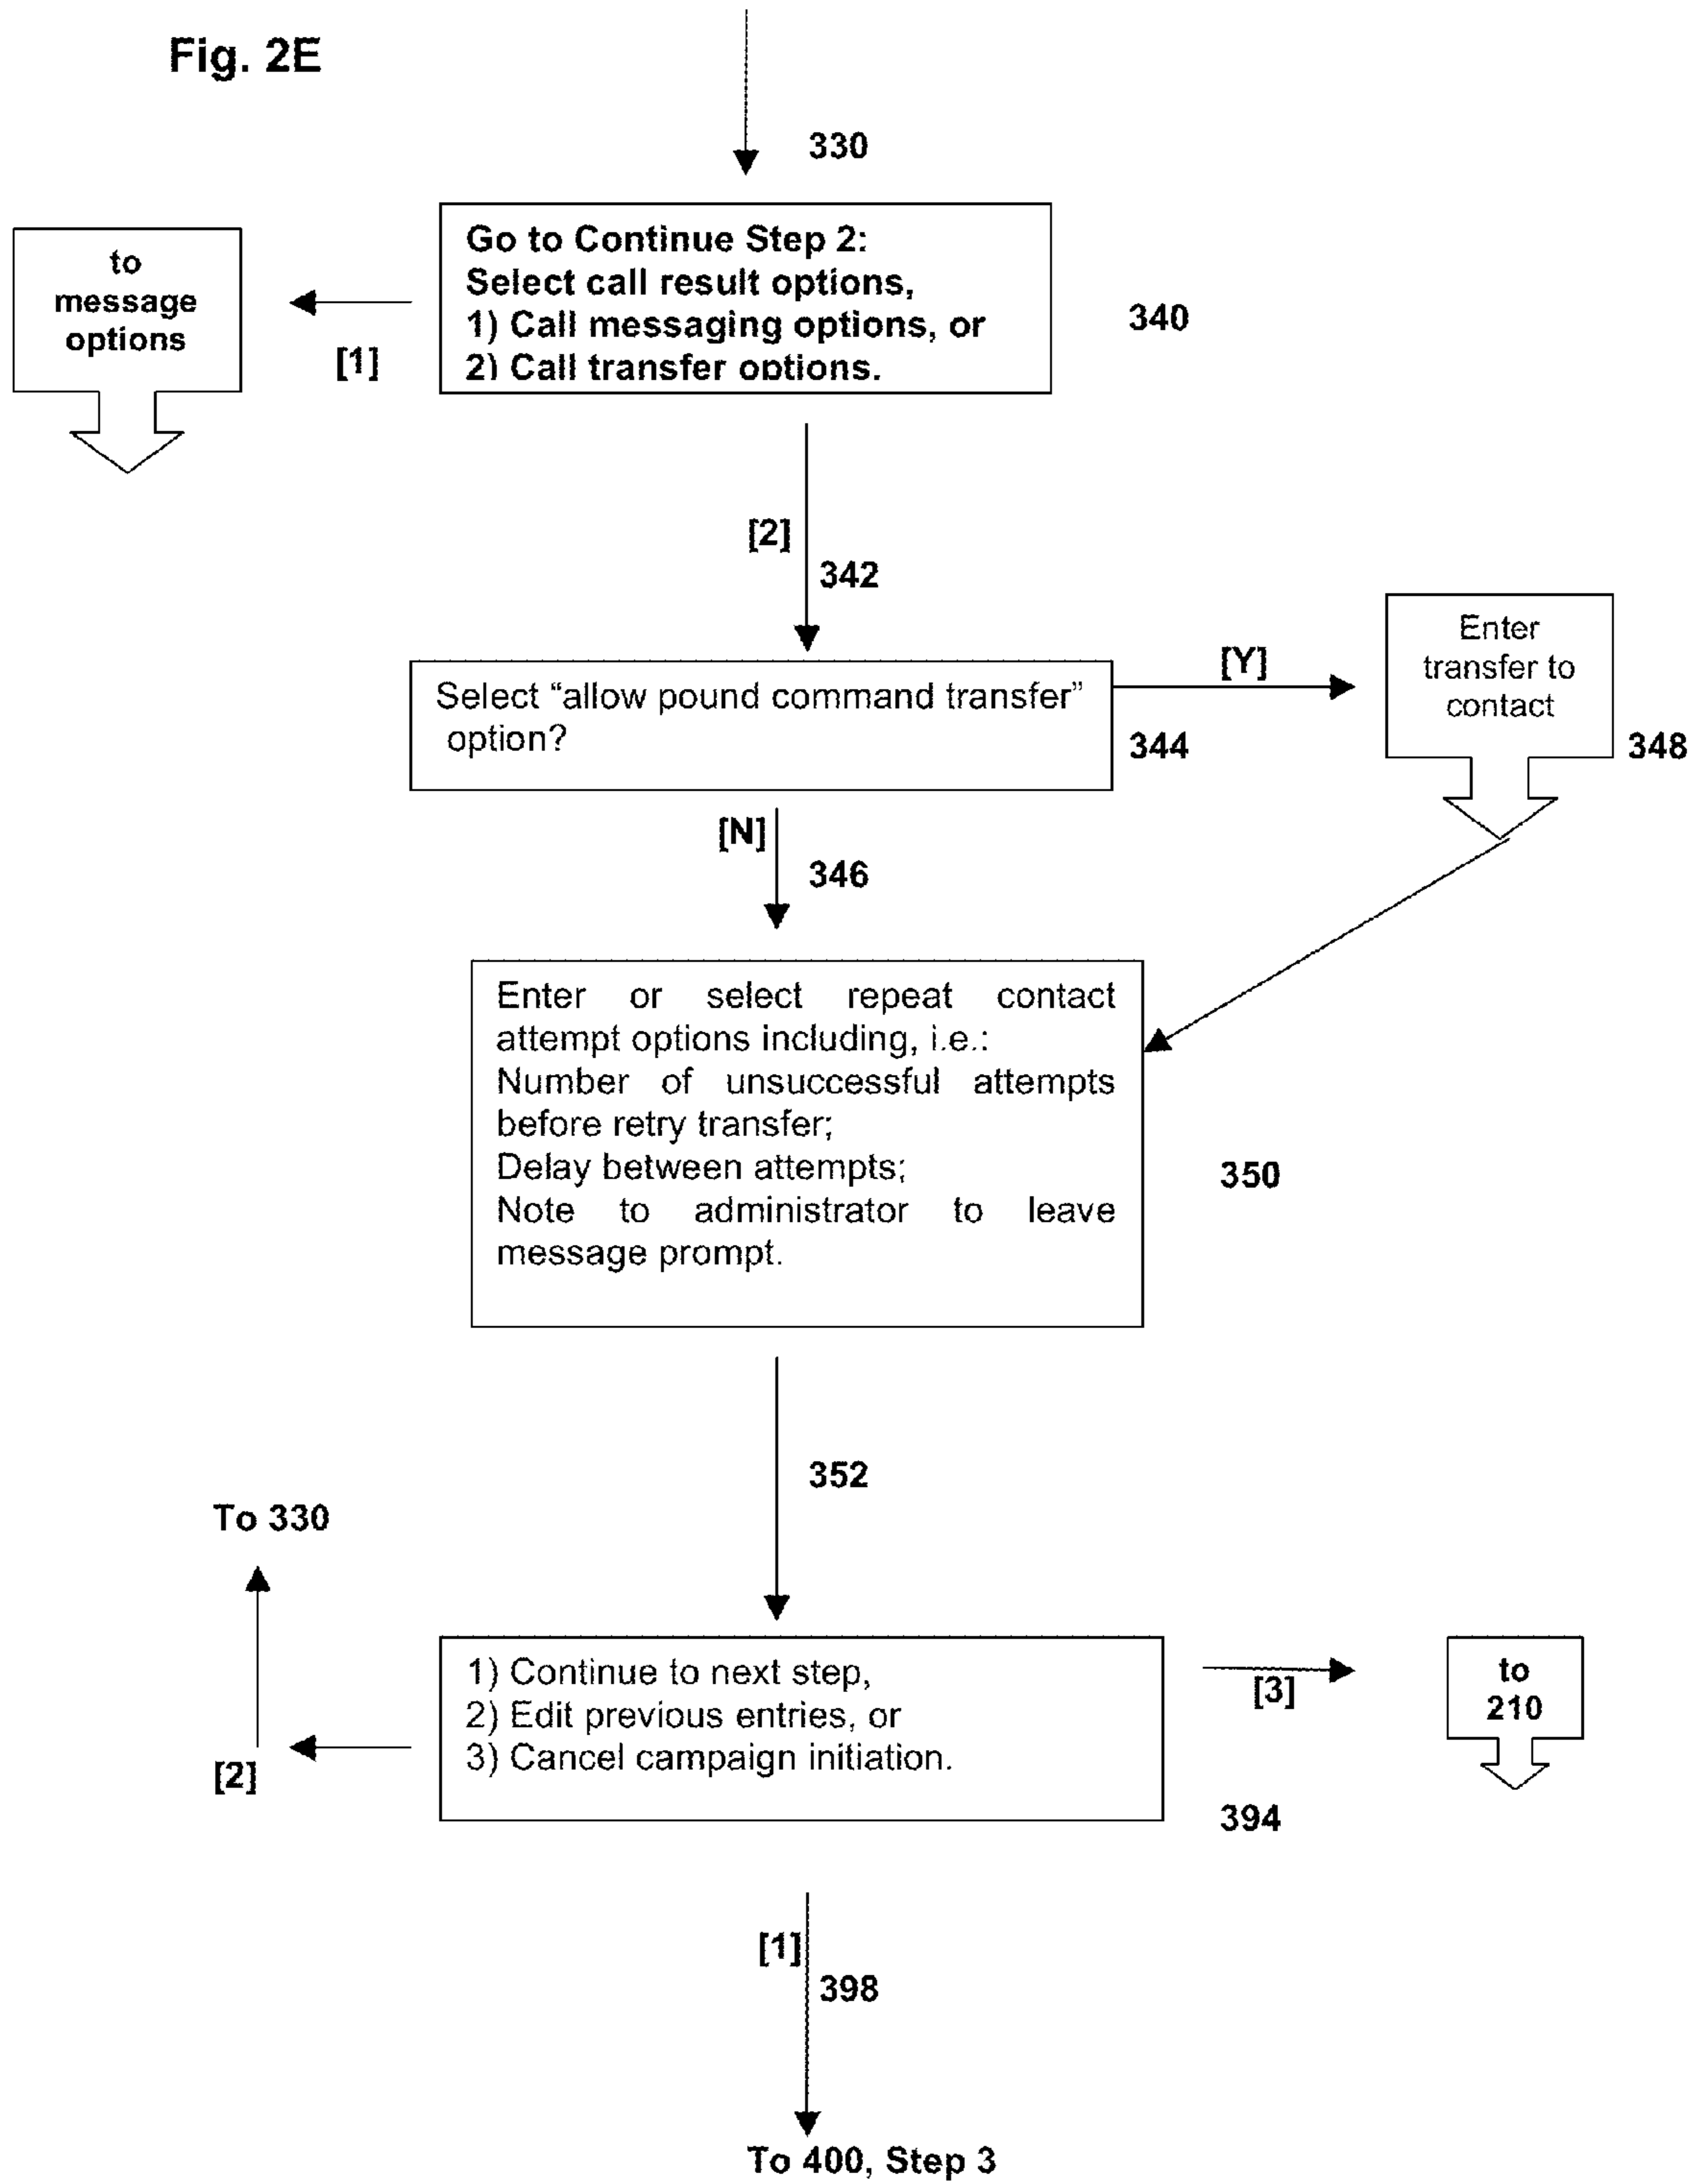 Fig. 2E
330
Go to Continue Step 2:
Select call result options,
1) Call messaging options, or
2) Call transfer options.
340
to
message
options
[1]
[2]
342
Select “allow pound command transfer”
option?
344
[Y]
Enter
transfer to
contact
348
[N]
346
Enter or select repeat contact
attempt options including, i.e.:
Number of unsuccessful attempts
before retry transfer;
Delay between attempts;
Note to administrator to leave
message prompt.
350
352
To 330
[2]
1) Continue to next step,
2) Edit previous entries, or
3) Cancel campaign initiation.
394
[3]
to
210
[1]
398
To 400, Step 3